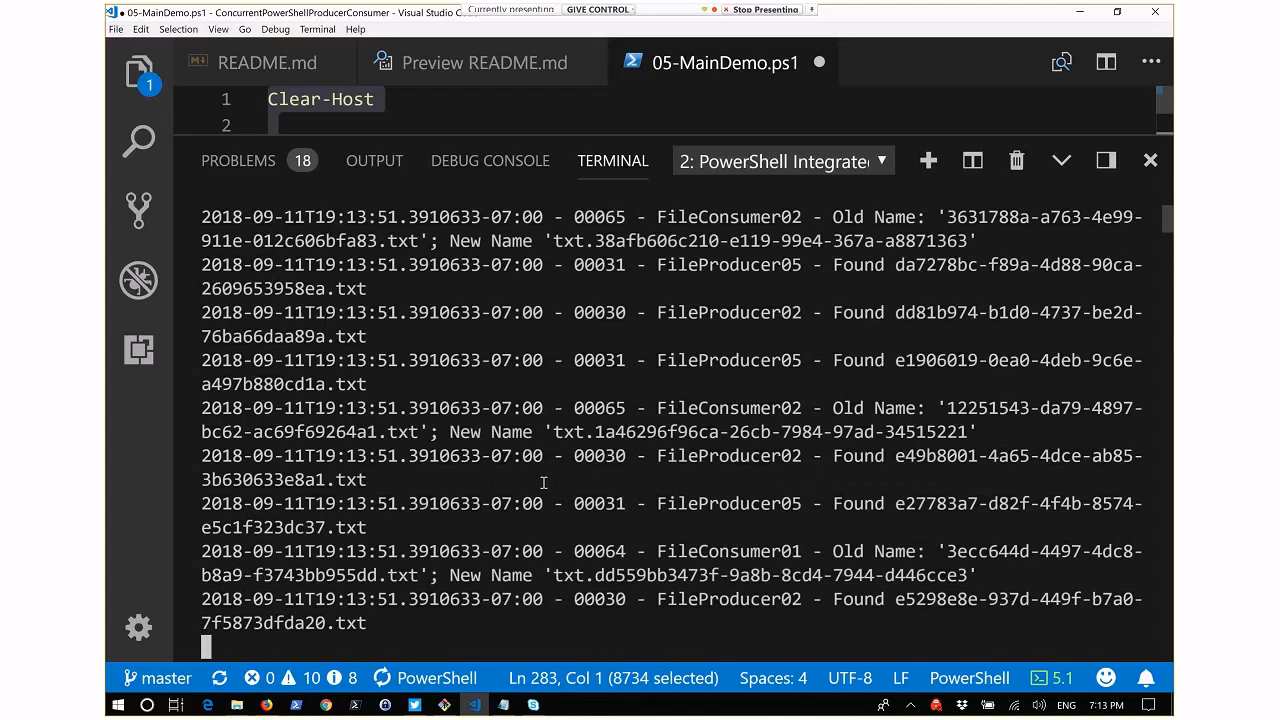 05-MainDemo.ps1 - ConcurrentPowerShellProducerConsumer - Visual Studio Co
Currently presenting
GIVE CONTROL
Stop Presenting
File Edit Selection View Go Debug Terminal Help
1
README.md
Preview README.md
05-MainDemo.ps1
1 Clear-Host
2
PROBLEMS 18 OUTPUT DEBUG CONSOLE TERMINAL 2: PowerShell Integrate
2018-09-11T19:13:51.3910633-07:00 - 00065 - FileConsumer02 - Old Name: '3631788a-a763-4e99-
911e-012c606bfa83.txt'; New Name 'txt.38afb606c210-e119-99e4-367a-a8871363'
2018-09-11T19:13:51.3910633-07:00 - 00031 - FileProducer05 - Found da7278bc-f89a-4d88-90ca-
2609653958ea.txt
2018-09-11T19:13:51.3910633-07:00 - 00030 - FileProducer02 - Found dd81b974-b1d0-4737-be2d-
76ba66daa89a.txt
2018-09-11T19:13:51.3910633-07:00 - 00031 - FileProducer05 - Found e1906019-0ea0-4deb-9c6e-
a497b880cd1a.txt
2018-09-11T19:13:51.3910633-07:00 - 00065 - FileConsumer02 - Old Name: '12251543-da79-4897-
bc62-ac69f69264a1.txt'; New Name 'txt.1a46296f96ca-26cb-7984-97ad-34515221'
2018-09-11T19:13:51.3910633-07:00 - 00030 - FileProducer02 - Found e49b8001-4a65-4dce-ab85-
3b630633e8a1.txt
2018-09-11T19:13:51.3910633-07:00 - 00031 - FileProducer05 - Found e27783a7-d82f-4f4b-8574-
e5c1f323dc37.txt
2018-09-11T19:13:51.3910633-07:00 - 00064 - FileConsumer01 - Old Name: '3ecc644d-4497-4dc8-
b8a9-f3743bb955dd.txt'; New Name 'txt.dd559bb3473f-9a8b-8cd4-7944-d446cce3'
2018-09-11T19:13:51.3910633-07:00 - 00030 - FileProducer02 - Found e5298e8e-937d-449f-b7a0-
7f5873dfda20.txt
master 0 10 8 PowerShell Ln 283, Col 1 (8734 selected) Spaces: 4 UTF-8 LF PowerShell 5.1
ENG 7:13 PM